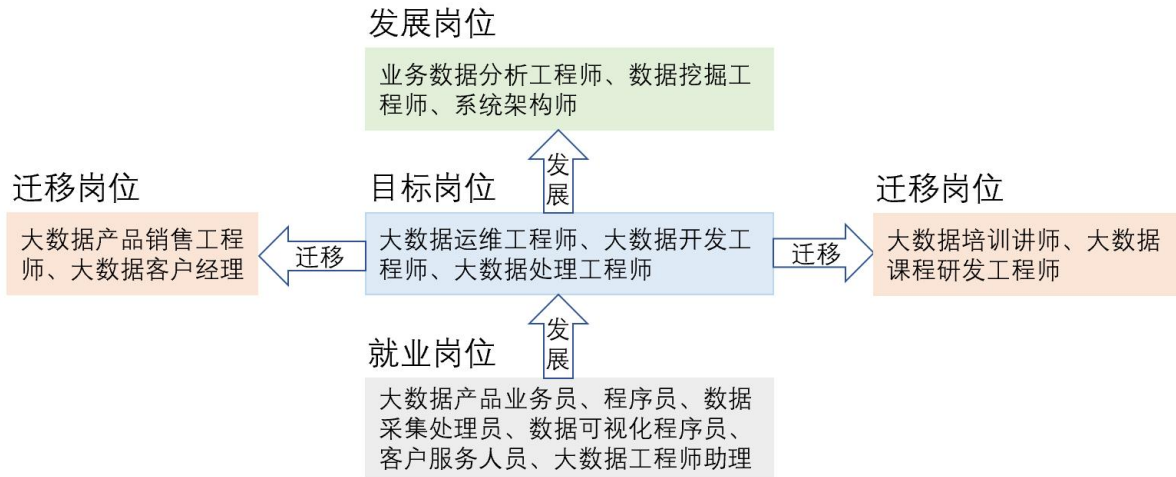 发展岗位
业务数据分析工程师、数据挖掘工
程师、系统架构师
发
展
迁移岗位
大数据产品销售工程
师、大数据客户经理
迁移
目标岗位
大数据运维工程师、大数据开发工
程师、大数据处理工程师
迁移
迁移岗位
大数据培训讲师、大数据
课程研发工程师
发
展
就业岗位
大数据产品业务员、程序员、数据
采集处理员、数据可视化程序员、
客户服务人员、大数据工程师助理